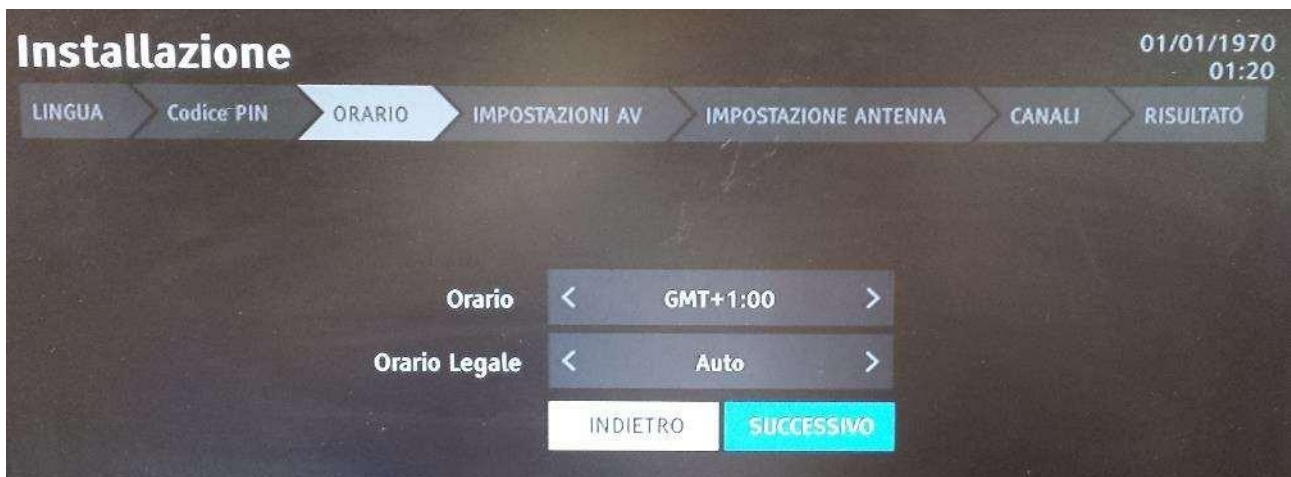 Installazione
01/01/1970
01:20
LINGUA Codice PIN ORARIO IMPOSTAZIONI AV IMPOSTAZIONE ANTENNA CANALI RISULTATO
Orario < GMT+1:00 >
Orario Legale < Auto >
INDIETRO SUCCESSIVO